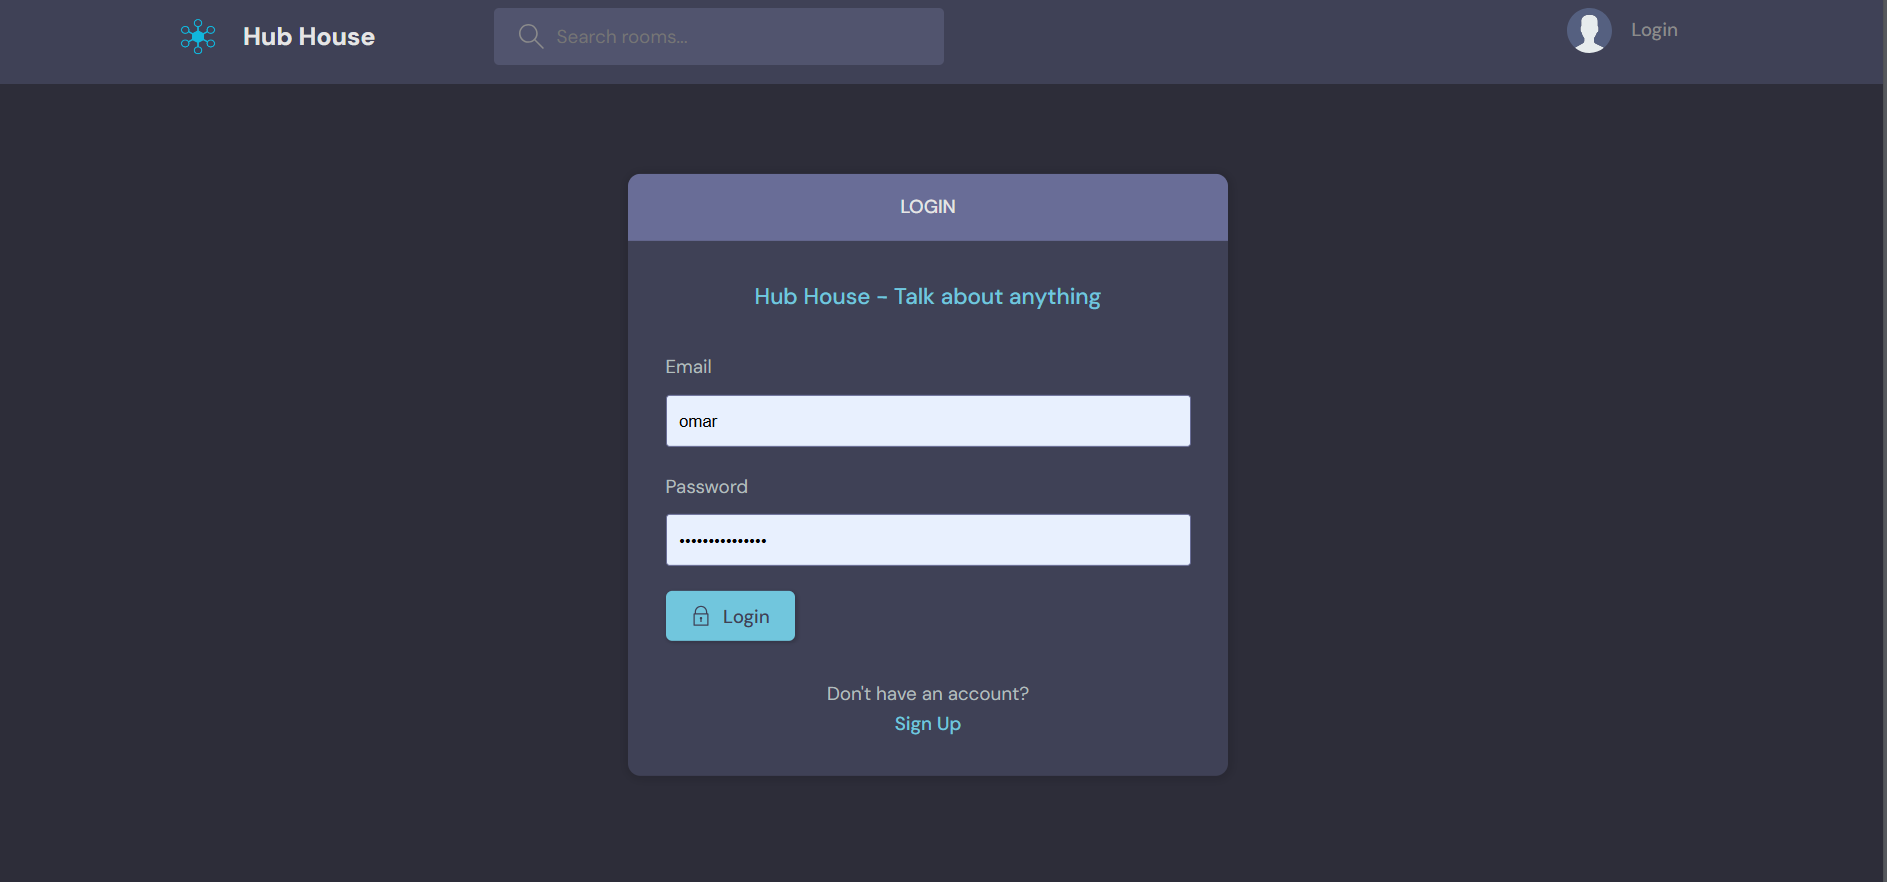 Hub House
Search rooms...
Login
LOGIN
Hub House - Talk about anything
Email
omar
Password
•••••••••••••••
Login
Don't have an account?
Sign Up